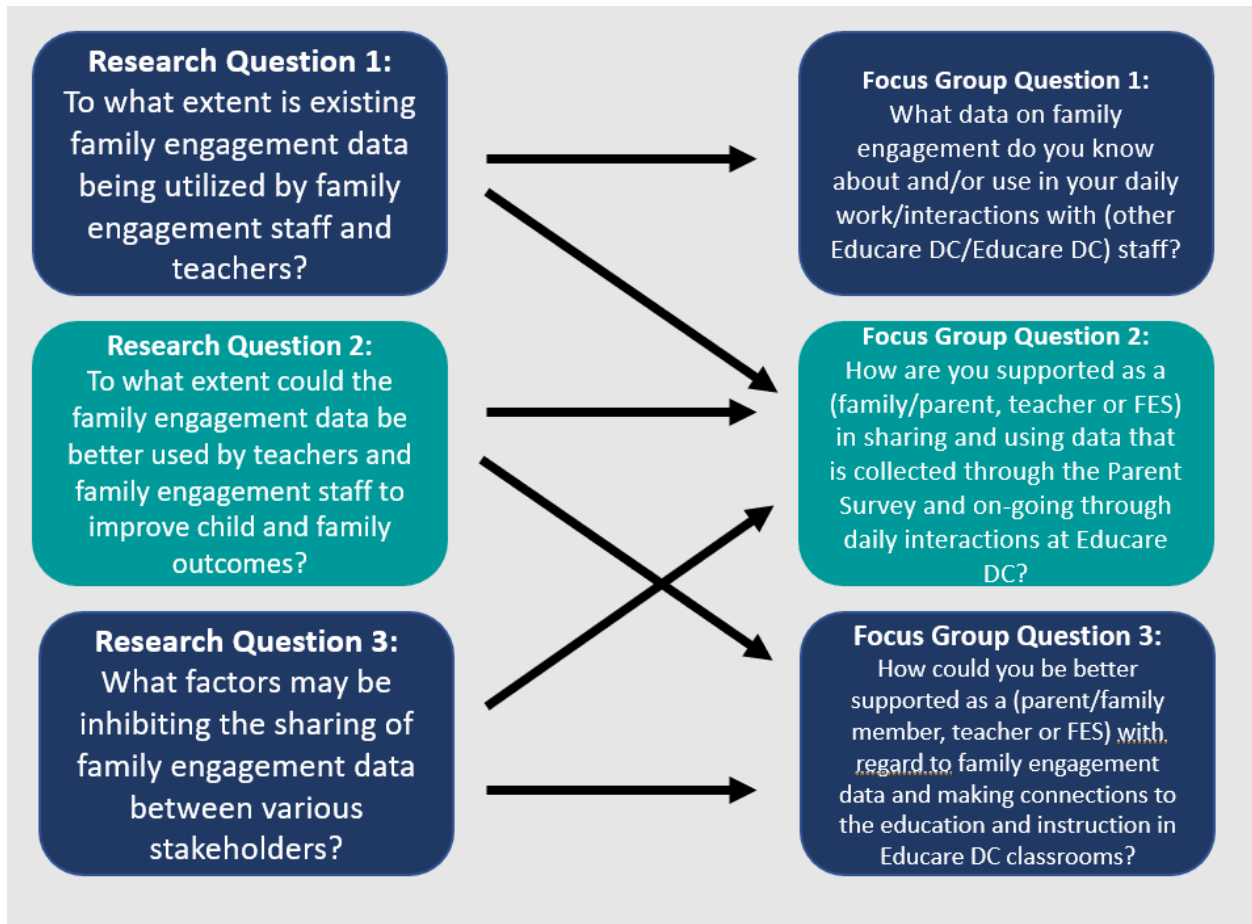 Research Question 1:
To what extent is existing
family engagement data
being utilized by family
engagement staff and
teachers?
Focus Group Question 1:
What data on family
engagement do you know
about and/or use in your daily
work/interactions with (other
Educare DC/Educare DC) staff?
Research Question 2:
To what extent could the
family engagement data be
better used by teachers and
family engagement staff to
improve child and family
outcomes?
Focus Group Question 2:
How are you supported as a
(family/parent, teacher or FES)
in sharing and using data that
is collected through the Parent
Survey and on-going through
daily interactions at Educare
DC?
Research Question 3:
What factors may be
inhibiting the sharing of
family engagement data
between various
stakeholders?
Focus Group Question 3:
How could you be better
supported as a (parent/family
member, teacher or FES) with
regard to family engagement
data and making connections to
the education and instruction in
Educare DC classrooms?